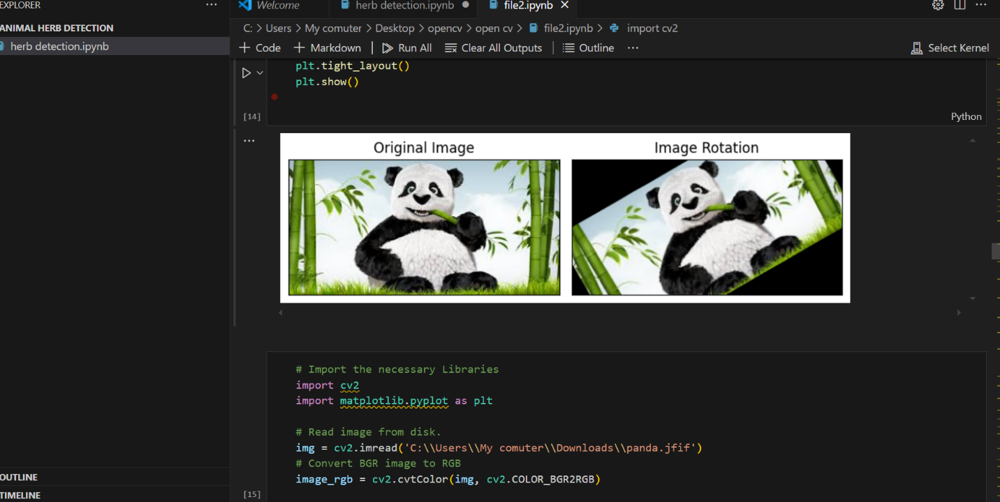 EXPLORER
···
Welcome
herb detection.ipynb
file2.ipynb
ANIMAL HERB DETECTION
herb detection.ipynb
C: > Users > My comuter > Desktop > opencv > open cv > file2.ipynb > import cv2
+ Code + Markdown | Run All Clear All Outputs | Outline ···
Select Kernel
plt.tight_layout()
plt.show()
[14]
Python
···
Original Image
Image Rotation
# Import the necessary Libraries
import cv2
import matplotlib.pyplot as plt
# Read image from disk.
img = cv2.imread('C:\\Users\\My comuter\\Downloads\\panda.jfif')
# Convert BGR image to RGB
image_rgb = cv2.cvtColor(img, cv2.COLOR_BGR2RGB)
[15]
OUTLINE
TIMELINE